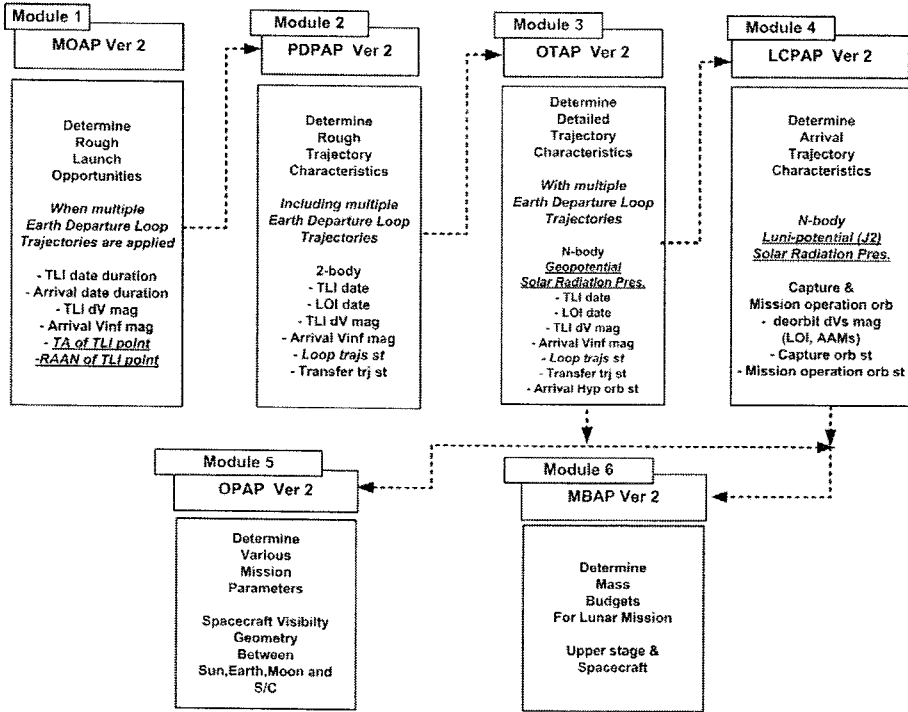 Module 1
MOAP Ver 2
Determine
Rough
Launch
Opportunities
When multiple
Earth Departure Loop
Trajectories are applied
- TLI date duration
- Arrival date duration
- TLI dV mag
- Arrival Vinf mag
- TA of TLI point
-RAAN of TLI point
Module 2
PDPAP Ver 2
Determine
Rough
Trajectory
Characteristics
Including multiple
Earth Departure Loop
Trajectories
2-body
- TLI date
- LOI date
- TLI dV mag
- Arrival Vinf mag
- Loop trajs st
- Transfer trj st
Module 3
OTAP Ver 2
Determine
Detailed
Trajectory
Characteristics
With multiple
Earth Departure Loop
Trajectories
N-body
Geopotential
Solar Radiation Pres.
- TLI date
- LOI date
- TLI dV mag
- Arrival Vinf mag
- Loop trajs st
- Transfer trj st
- Arrival Hyp orb st
Module 4
LCPAP Ver 2
Determine
Arrival
Trajectory
Characteristics
N-body
Luni-potential (J2)
Solar Radiation Pres.
Capture &
Mission operation orb
- deorbit dVs mag
(LOI, AAMs)
- Capture orb st
- Mission operation orb st
Module 5
OPAP Ver 2
Determine
Various
Mission
Parameters
Spacecraft Visibilty
Geometry
Between
Sun,Earth,Moon and
S/C
Module 6
MBAP Ver 2
Determine
Mass
Budgets
For Lunar Mission
Upper stage &
Spacecraft